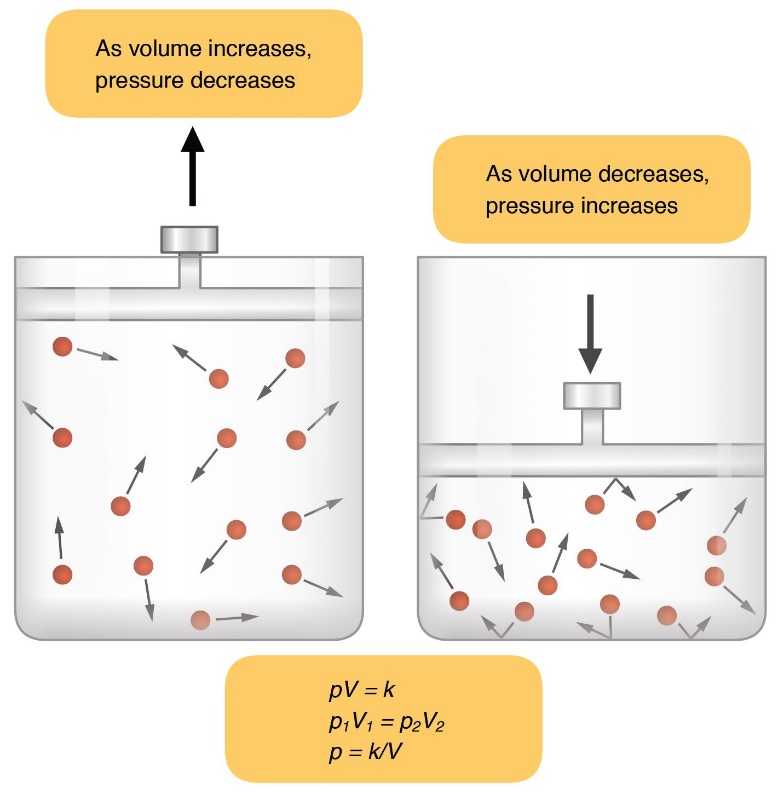 As volume increases,
pressure decreases
As volume decreases,
pressure increases
pV = k
p₁V₁ = p₂V₂
p = k/V